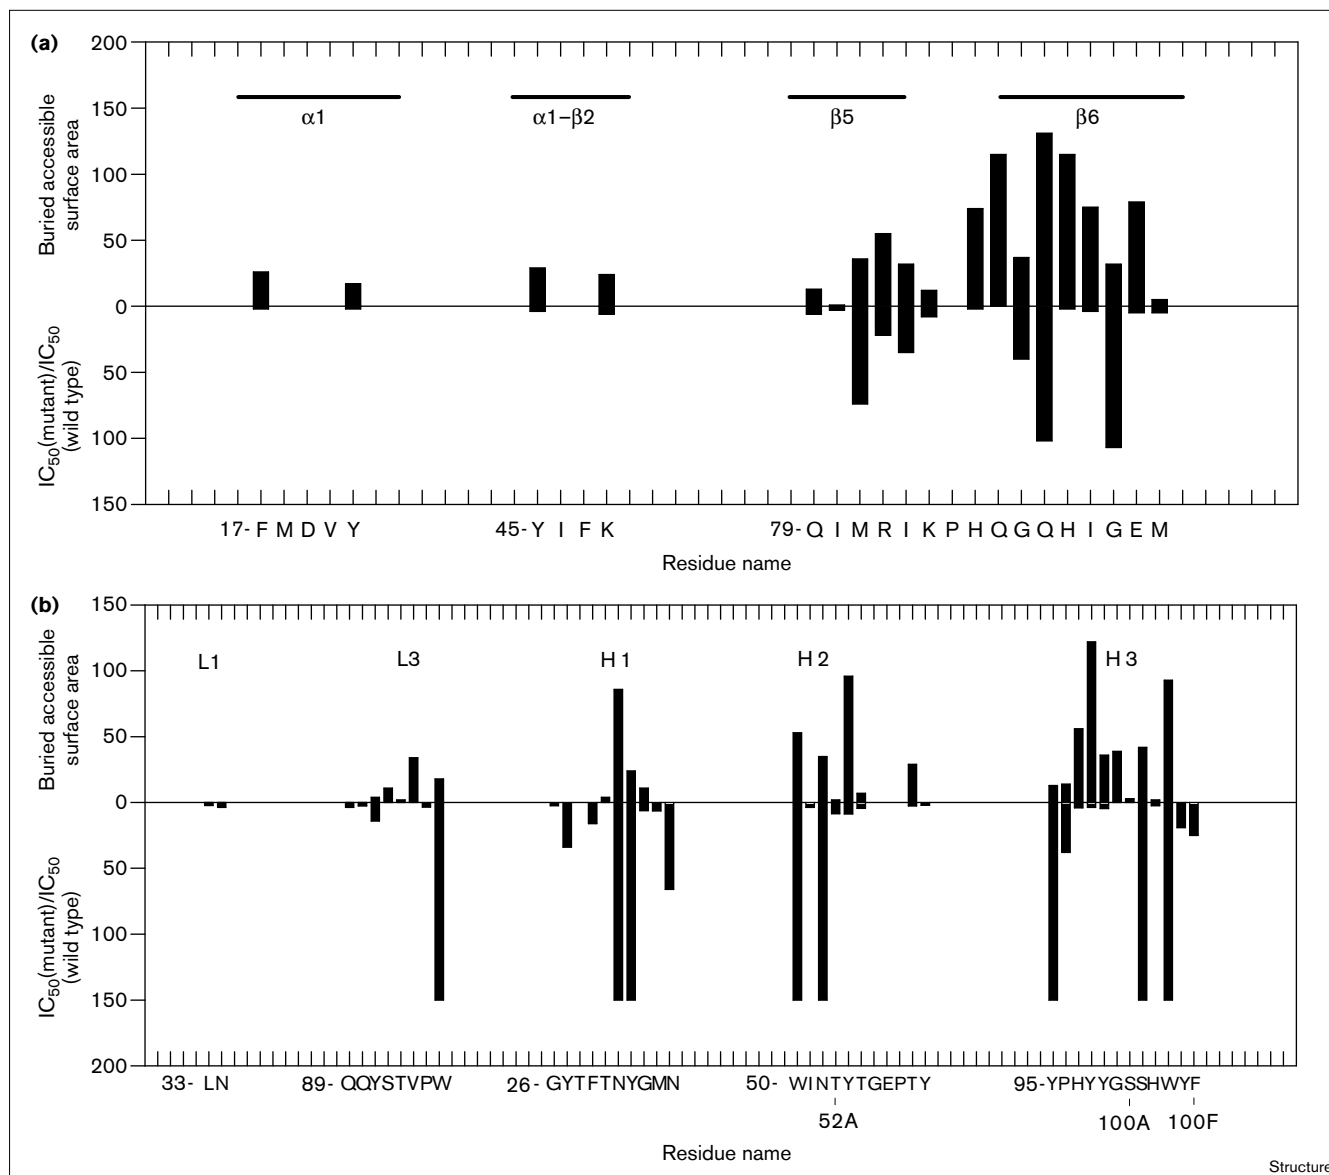 (a)
200
150
100
50
0
50
100
150
Buried accessible
surface area
IC50(mutant)/IC50
(wild type)
α1
α1–β2
β5
β6
17- F M D V Y
45- Y I F K
79- Q I M R I K P H Q G Q H I G E M
Residue name
(b)
150
100
50
0
50
100
150
200
Buried accessible
surface area
IC50(mutant)/IC50
(wild type)
L1
L3
H1
H2
H3
33- LN
89- QQYSTVPW
26- GYTFTNYGMN
50- WINTYTGEPTY
95-YPHYYGSSHWYF
52A
100A
100F
Residue name
Structure